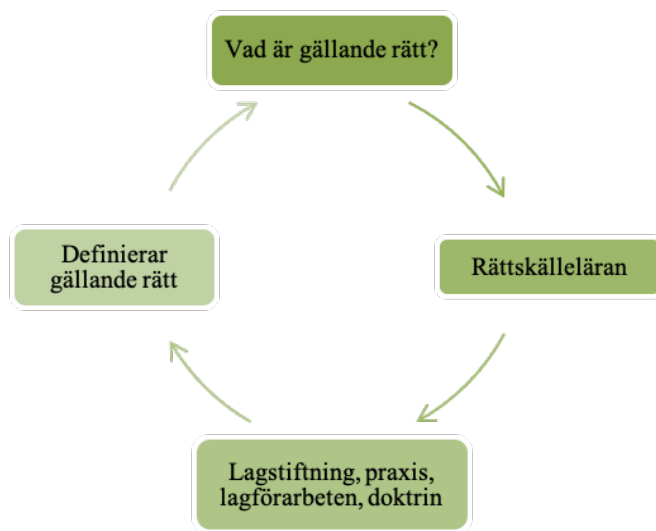 Vad är gällande rätt?
Rättskälleläran
Lagstiftning, praxis,
lagförarbeten, doktrin
Definierar
gällande rätt